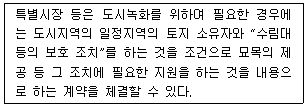 특별시장 등은 도시녹화를 위하며 필요한 경우에
는 도시지역의 일정지역의 토지 소유자와 "수림대
등의 보호 조치"를 하는 것을 조건으로 묘목의 제
공 등 그 조치에 필요한 지원을 하는 것을 내용으
로 하는 계약을 체결할 수 있다.